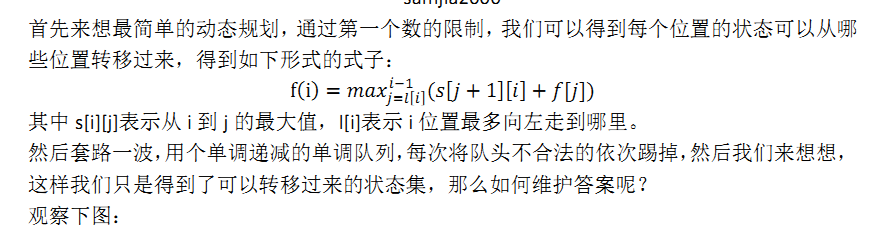 samjia2000
首先来想最简单的动态规划，通过第一个数的限制，我们可以得到每个位置的状态可以从哪
些位置转移过来，得到如下形式的式子：
f(i) = max_{j=l[i]}^{i−1}(s[j + 1][i] + f[j])
其中 s[i][j]表示从 i 到 j 的最大值，l[i]表示 i 位置最多向左走到哪里。
然后套路一波，用个单调递减的单调队列，每次将队头不合法的依次踢掉，然后我们来想想，
这样我们只是得到了可以转移过来的状态集，那么如何维护答案呢？
观察下图：